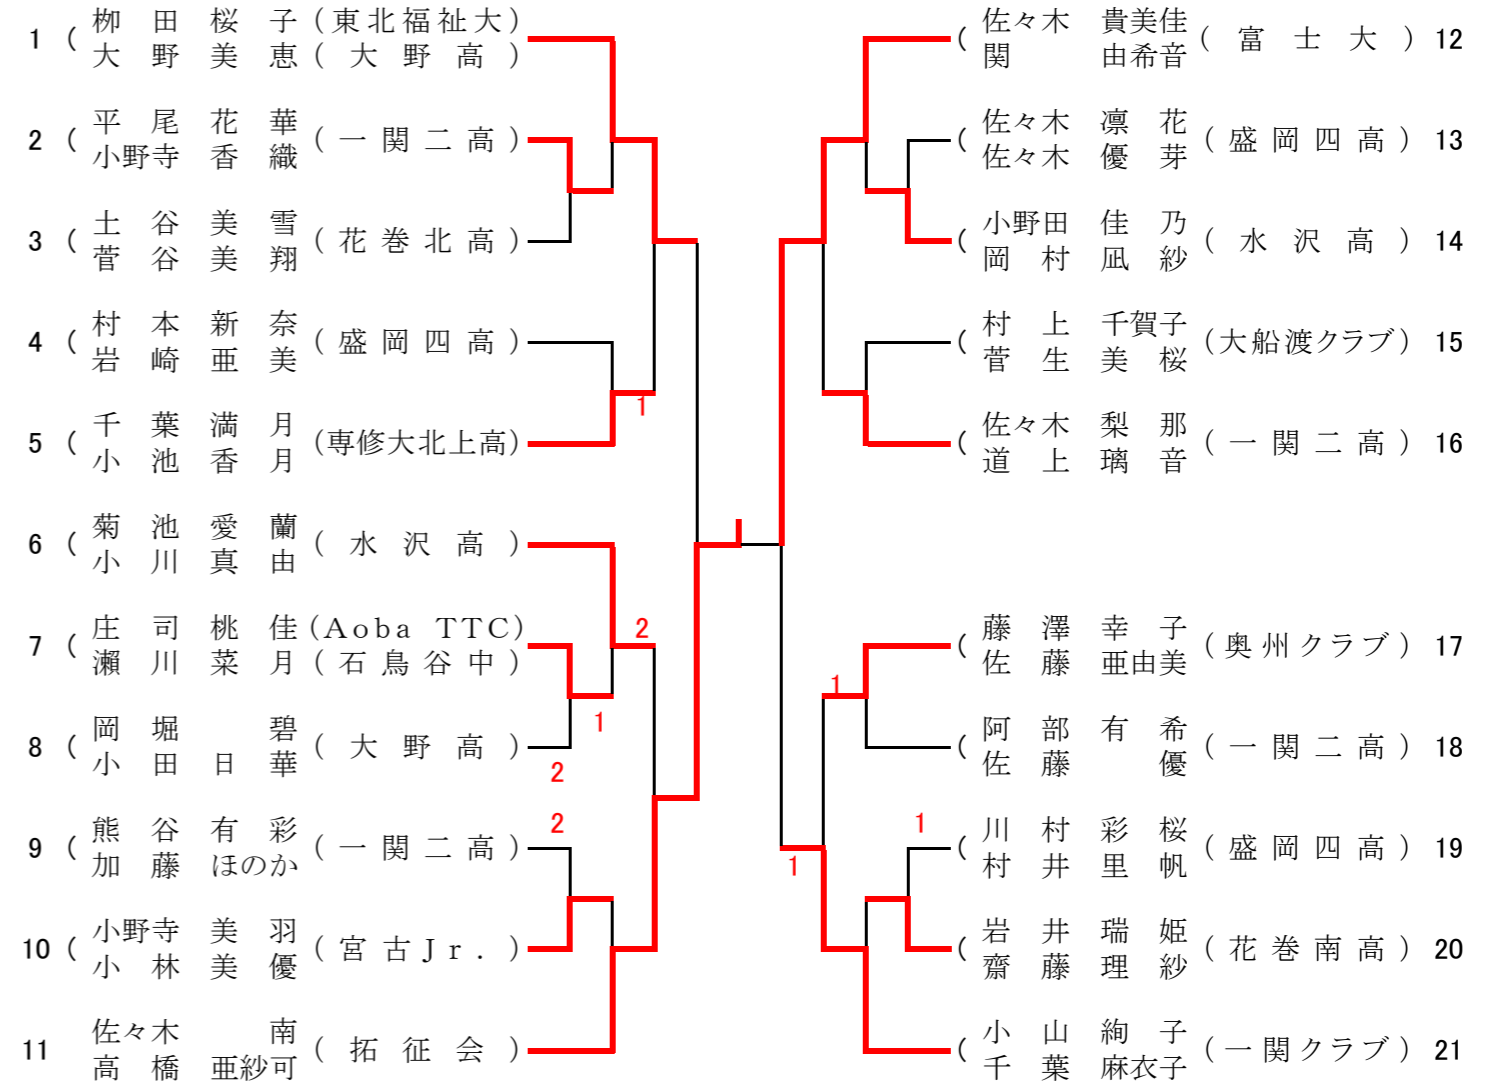 1 ( 栁田桜子 (東北福祉大)
大野美恵 (大野高)
2 ( 平尾花華 (一関二高)
小野寺香織
3 ( 土谷美雪 (花巻北高)
菅谷美翔
4 ( 村本新奈 (盛岡四高)
岩崎亜美
1
5 ( 千葉満月 (専修大北上高)
小池香月
6 ( 菊池愛蘭 (水沢高)
小川真由
7 ( 庄司桃佳 (Aoba TTC)
瀬川菜月 (石鳥谷中)
2
1
8 ( 岡堀碧 (大野高)
小田日華
2
2
9 ( 熊谷有彩 (一関二高)
加藤ほのか
10 ( 小野寺美羽 (宮古Jr.)
小林美優
11 佐々木南 (拓征会)
高橋亜紗可
( 佐々木貴美佳 (富士大) 12
関由希音
( 佐々木凛花 (盛岡四高) 13
佐々木優芽
( 小野田佳乃 (水沢高) 14
岡村凪紗
( 村上千賀子 (大船渡クラブ) 15
菅生美桜
( 佐々木梨那 (一関二高) 16
道上璃音
( 藤澤幸子 (奥州クラブ) 17
佐藤亜由美
1
( 阿部有希 (一関二高) 18
佐藤優
1
( 川村彩桜 (盛岡四高) 19
村井里帆
1
( 岩井瑞姫 (花巻南高) 20
齋藤理紗
( 小山絢子 (一関クラブ) 21
千葉麻衣子